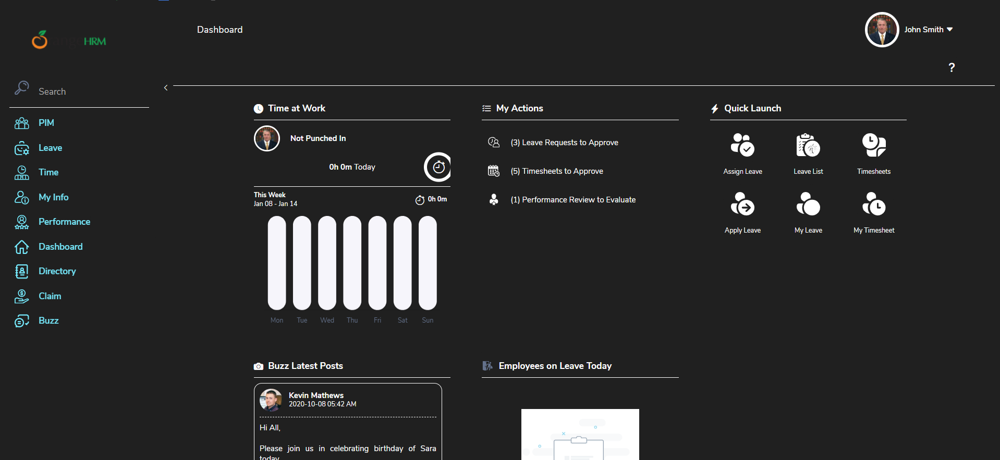 Dashboard
John Smith
HRM
?
Search
PIM
Leave
Time
My Info
Performance
Dashboard
Directory
Claim
Buzz
Time at Work
Not Punched In
0h 0m Today
This Week
Jan 08 - Jan 14
0h 0m
Mon Tue Wed Thu Fri Sat Sun
My Actions
(3) Leave Requests to Approve
(5) Timesheets to Approve
(1) Performance Review to Evaluate
Quick Launch
Assign Leave
Leave List
Timesheets
Apply Leave
My Leave
My Timesheet
Buzz Latest Posts
Kevin Mathews
2020-10-08 05:42 AM
Hi All,
Please join us in celebrating birthday of Sara
today
Employees on Leave Today